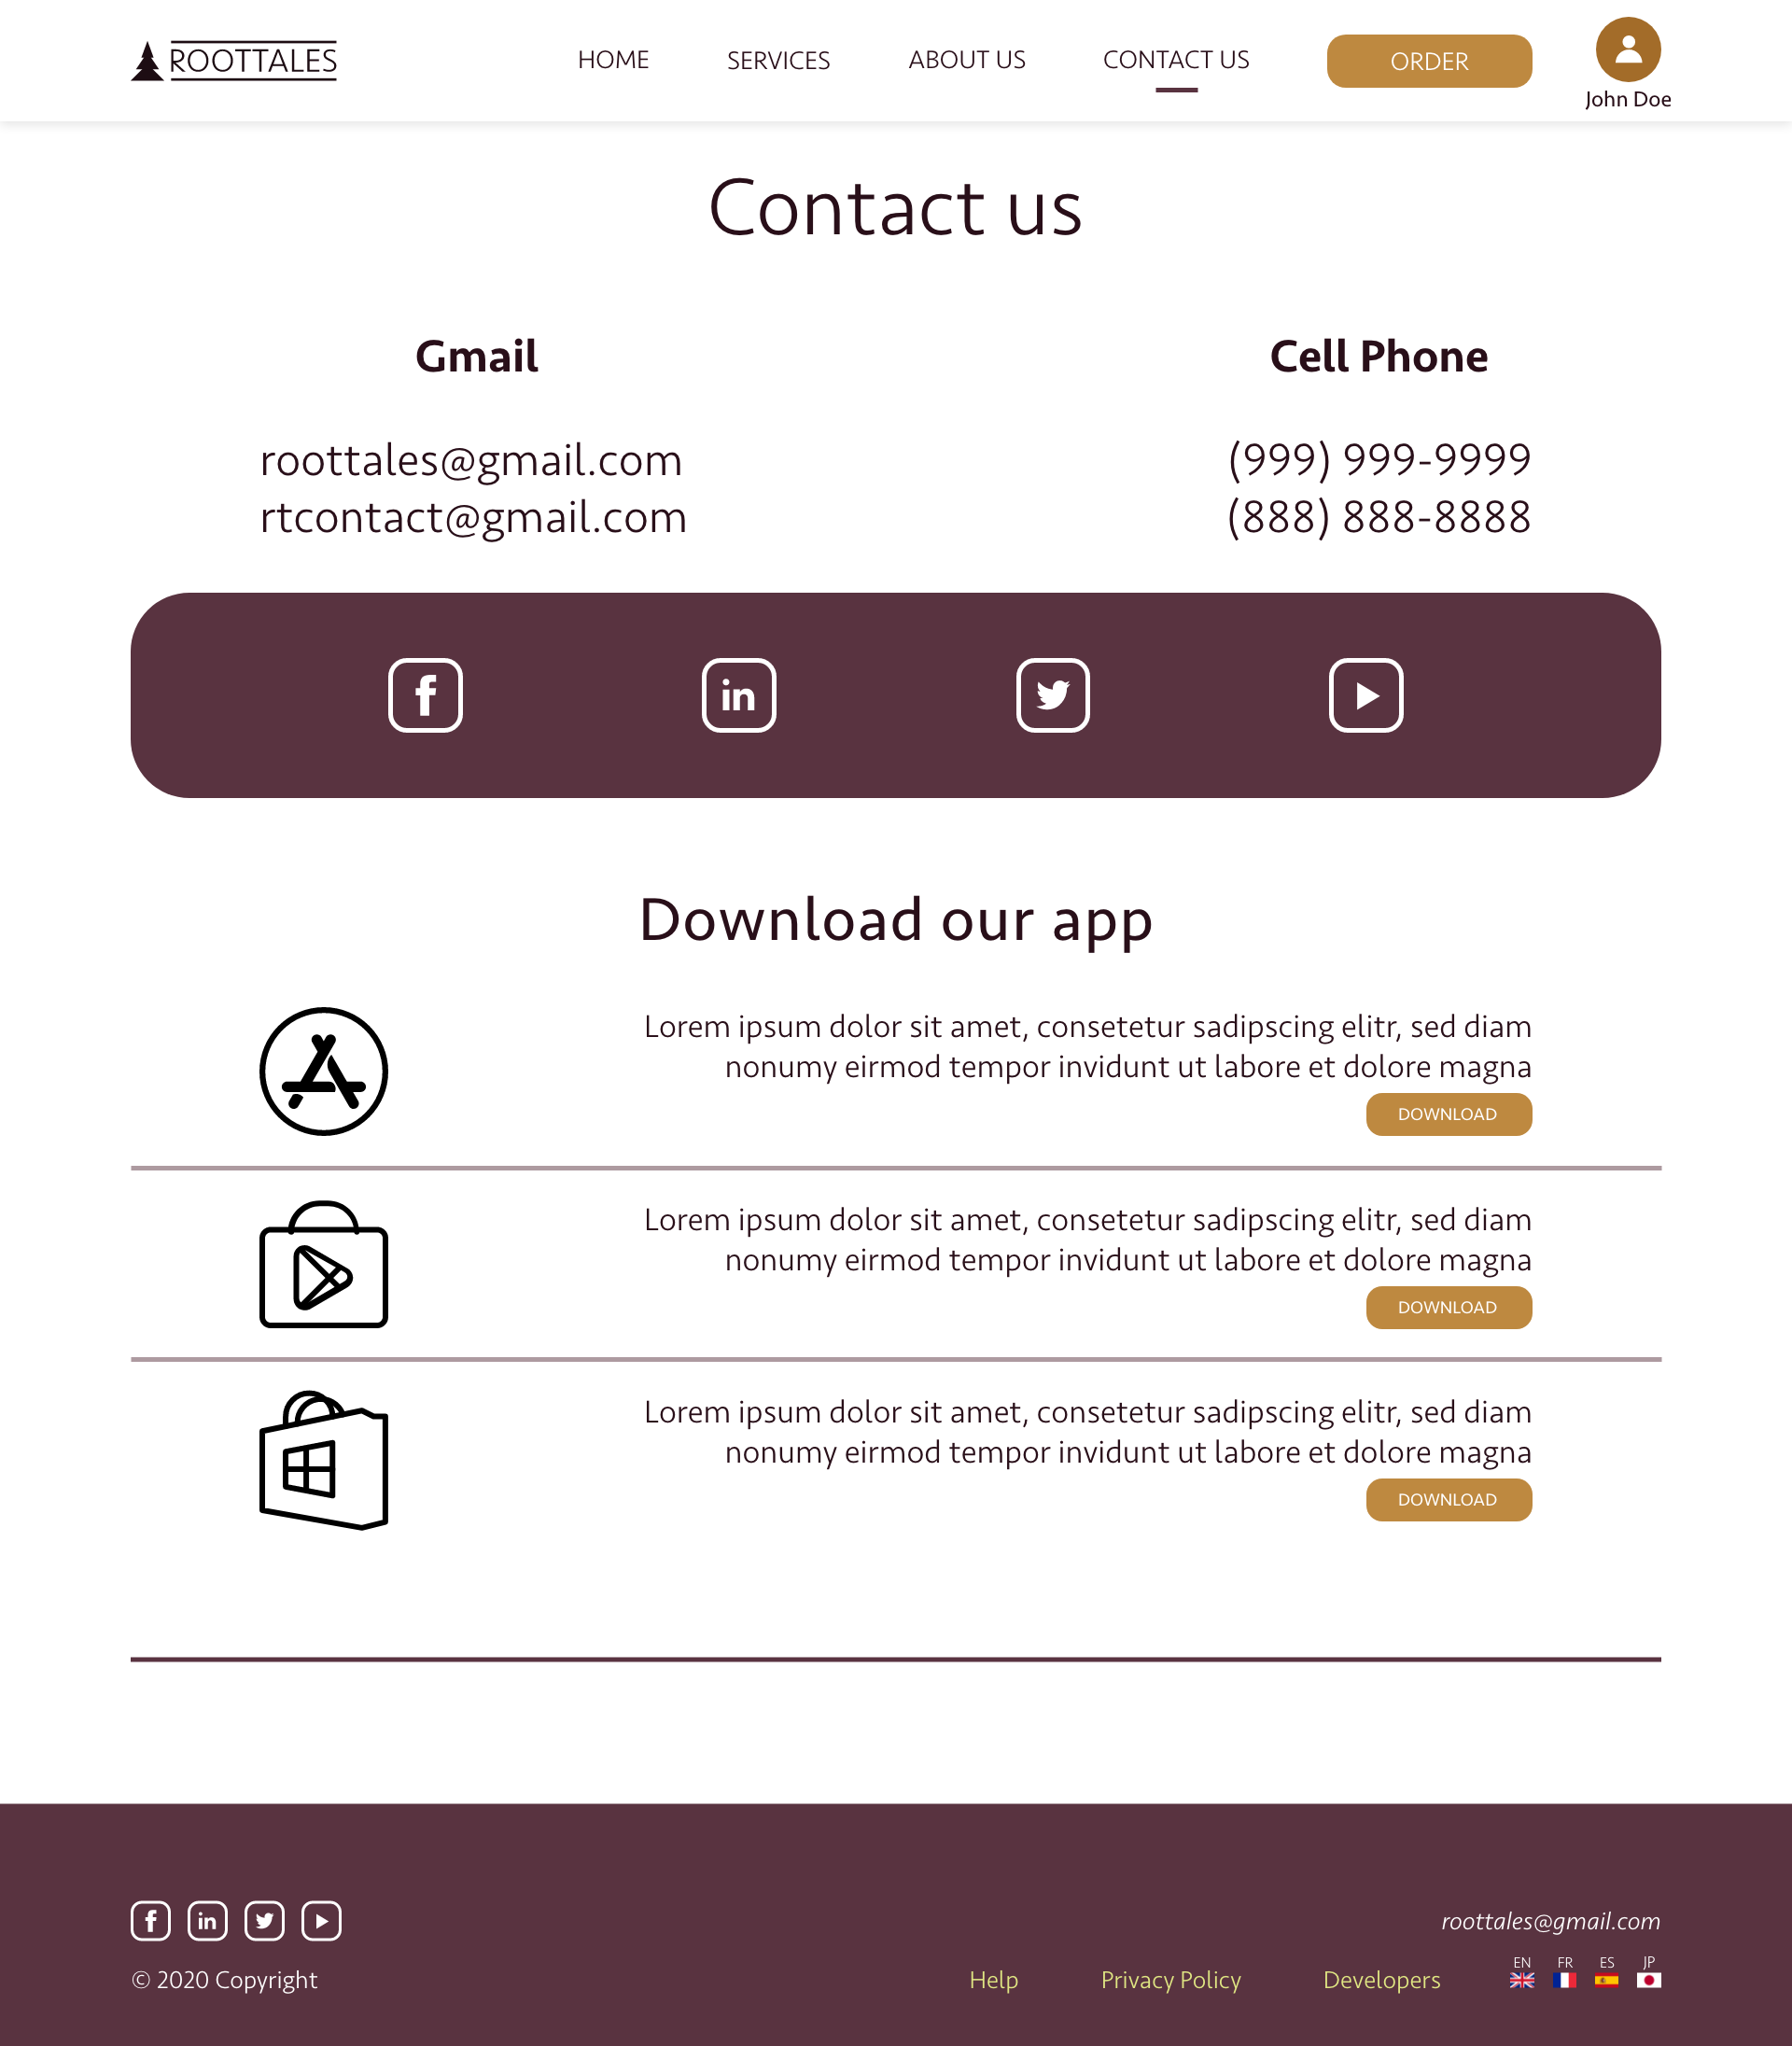 ROOTTALES
HOME
SERVICES
ABOUT US
CONTACT US
ORDER
John Doe
Contact us
Gmail
roottales@gmail.com
rtcontact@gmail.com
Cell Phone
(999) 999-9999
(888) 888-8888
f
in
Download our app
Lorem ipsum dolor sit amet, consetetur sadipscing elitr, sed diam
nonumy eirmod tempor invidunt ut labore et dolore magna
DOWNLOAD
Lorem ipsum dolor sit amet, consetetur sadipscing elitr, sed diam
nonumy eirmod tempor invidunt ut labore et dolore magna
DOWNLOAD
Lorem ipsum dolor sit amet, consetetur sadipscing elitr, sed diam
nonumy eirmod tempor invidunt ut labore et dolore magna
DOWNLOAD
f
in
roottales@gmail.com
© 2020 Copyright
Help
Privacy Policy
Developers
EN
FR
ES
JP